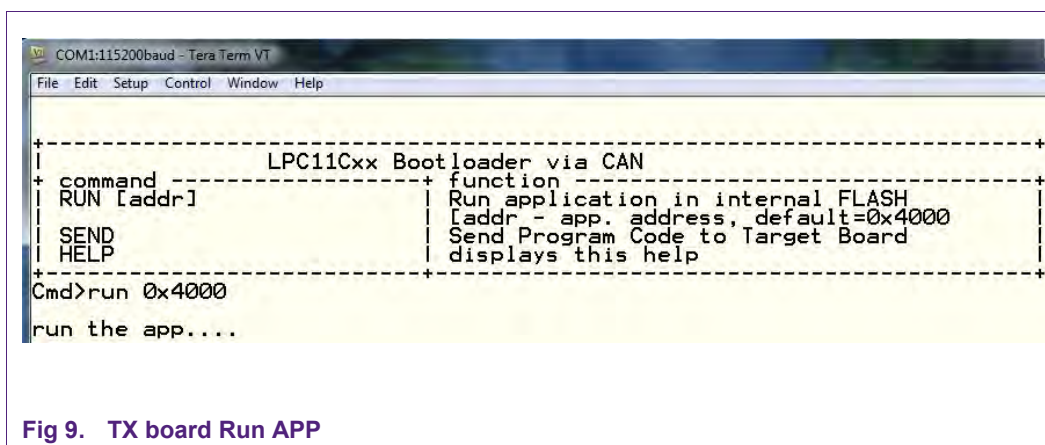 COM1:115200baud - Tera Term VT
File Edit Setup Control Window Help
+-----------------------------------------------------------------------------+
| LPC11Cxx Bootloader via CAN
+ command -------------------+ function ------------------------------------+
| RUN [addr] | Run application in internal FLASH |
| | [addr - app. address, default=0x4000 |
| SEND | Send Program Code to Target Board |
| HELP | displays this help |
+-----------------------------+----------------------------------------------+
Cmd>run 0x4000
run the app....
Fig 9. TX board Run APP